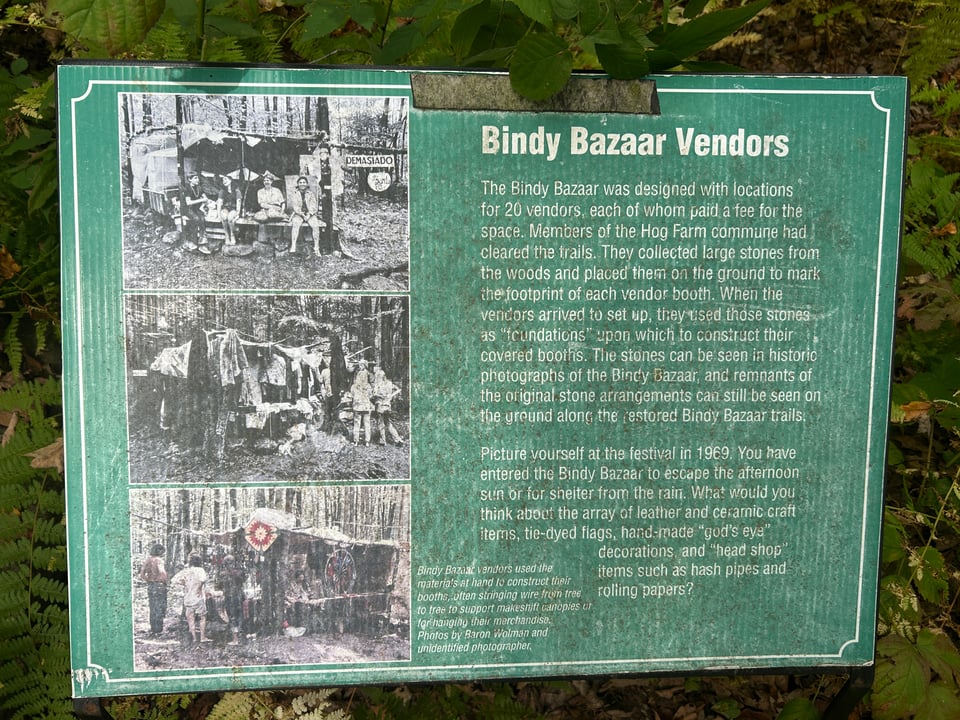 DEMASIADO
Bindy Bazaar Vendors
The Bindy Bazaar was designed with locations
for 20 vendors, each of whom paid a fee for the
space. Members of the Hog Farm commune had
cleared the trails. They collected large stones from
the woods and placed them on the ground to mark
the footprint of each vendor booth. When the
vendors arrived to set up, they used those stones
as “foundations” upon which to construct their
covered booths. The stones can be seen in historic
photographs of the Bindy Bazaar, and remnants of
the original stone arrangements can still be seen on
the ground along the restored Bindy Bazaar trails.
Picture yourself at the festival in 1969. You have
entered the Bindy Bazaar to escape the afternoon
sun or for shelter from the rain. What would you
think about the array of leather and ceramic craft
items, tie-dyed flags, hand-made “god's eye”
decorations, and “head shop”
items such as hash pipes and
rolling papers?
Bindy Bazaar vendors used the
materials at hand to construct their
booths, often stringing wire from tree
to tree to support makeshift canopies or
for hanging their merchandise.
Photos by Baron Wolman and
unidentified photographer.